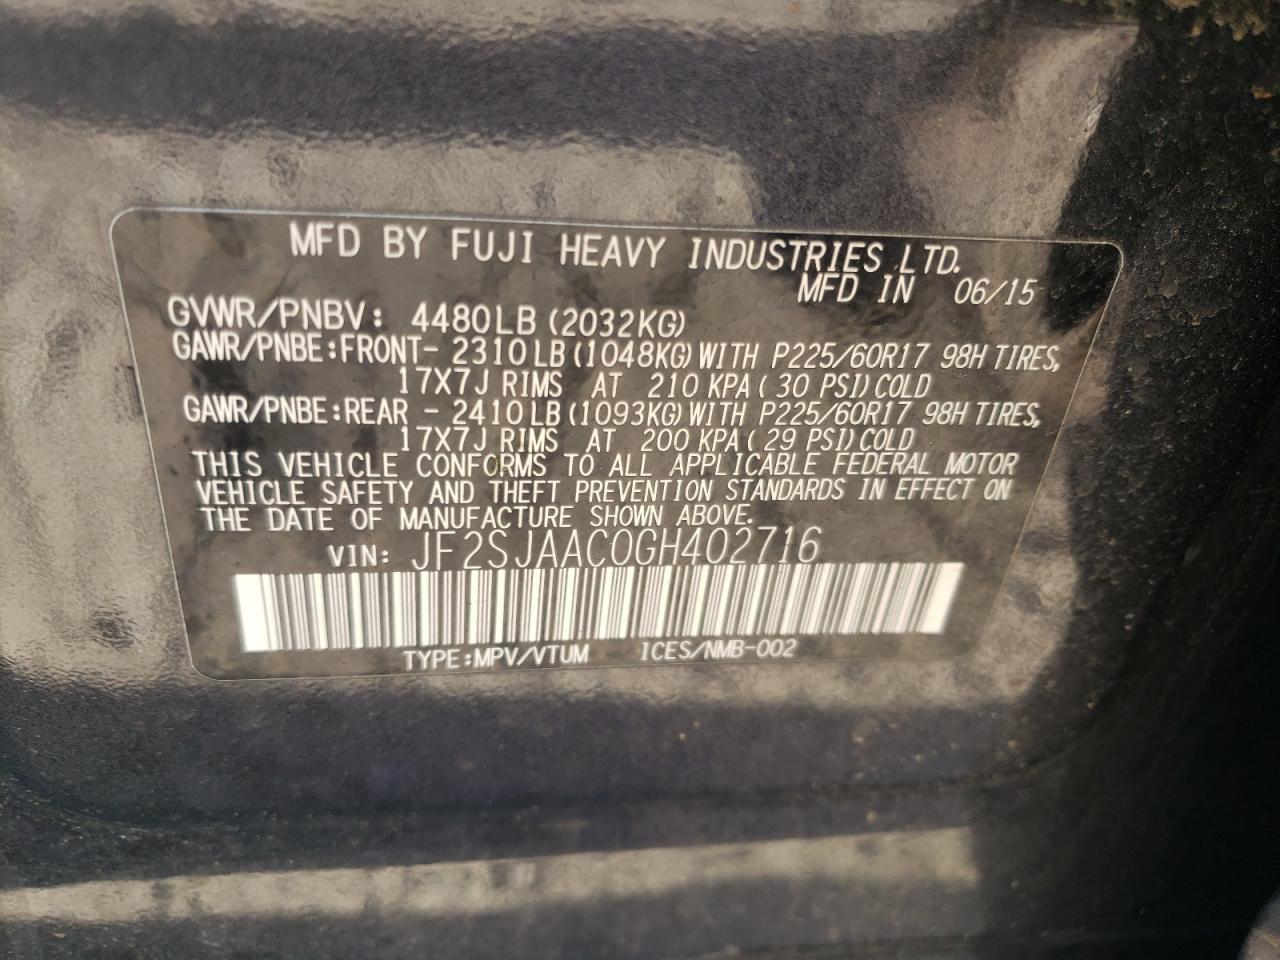 MFD BY FUJI HEAVY INDUSTRIES LTD.
MFD IN 06/15
GVWR/PNBV: 4480LB (2032KG)
GAWR/PNBE:FRONT- 2310LB(1048KG)WITH P225/60R17 98H TIRES,
17X7J RIMS AT 210 KPA( 30 PSI)COLD
GAWR/PNBE:REAR - 2410LB(1093KG)WITH P225/60R17 98H TIRES,
17X7J RIMS AT 200 KPA( 29 PSI)COLD
THIS VEHICLE CONFORMS TO ALL APPLICABLE FEDERAL MOTOR
VEHICLE SAFETY AND THEFT PREVENTION STANDARDS IN EFFECT ON
THE DATE OF MANUFACTURE SHOWN ABOVE.
VIN: JF2SJAAC0GH402716
TYPE:MPV/VTUM ICES/NMB-002